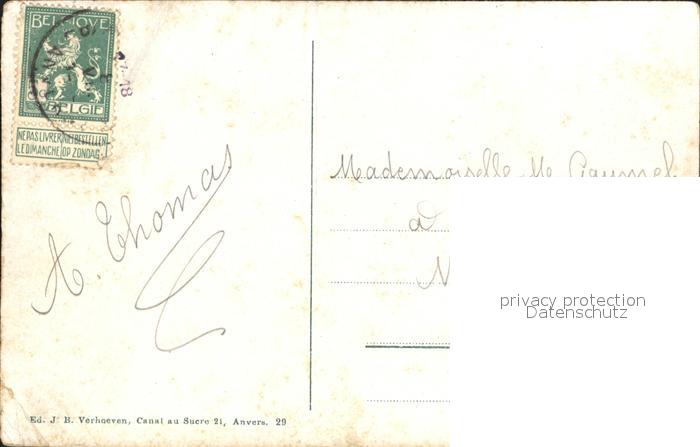 BELGIQUE
BELGIË
NE PAS LIVRER NIET BESTELLEN
LE DIMANCHE OP ZONDAG
Mademoiselle M
à
A. Thomas
privacy protection
Datenschutz
Ed. J. B. Verhoeven, Canal au Sucre 21, Anvers. 29